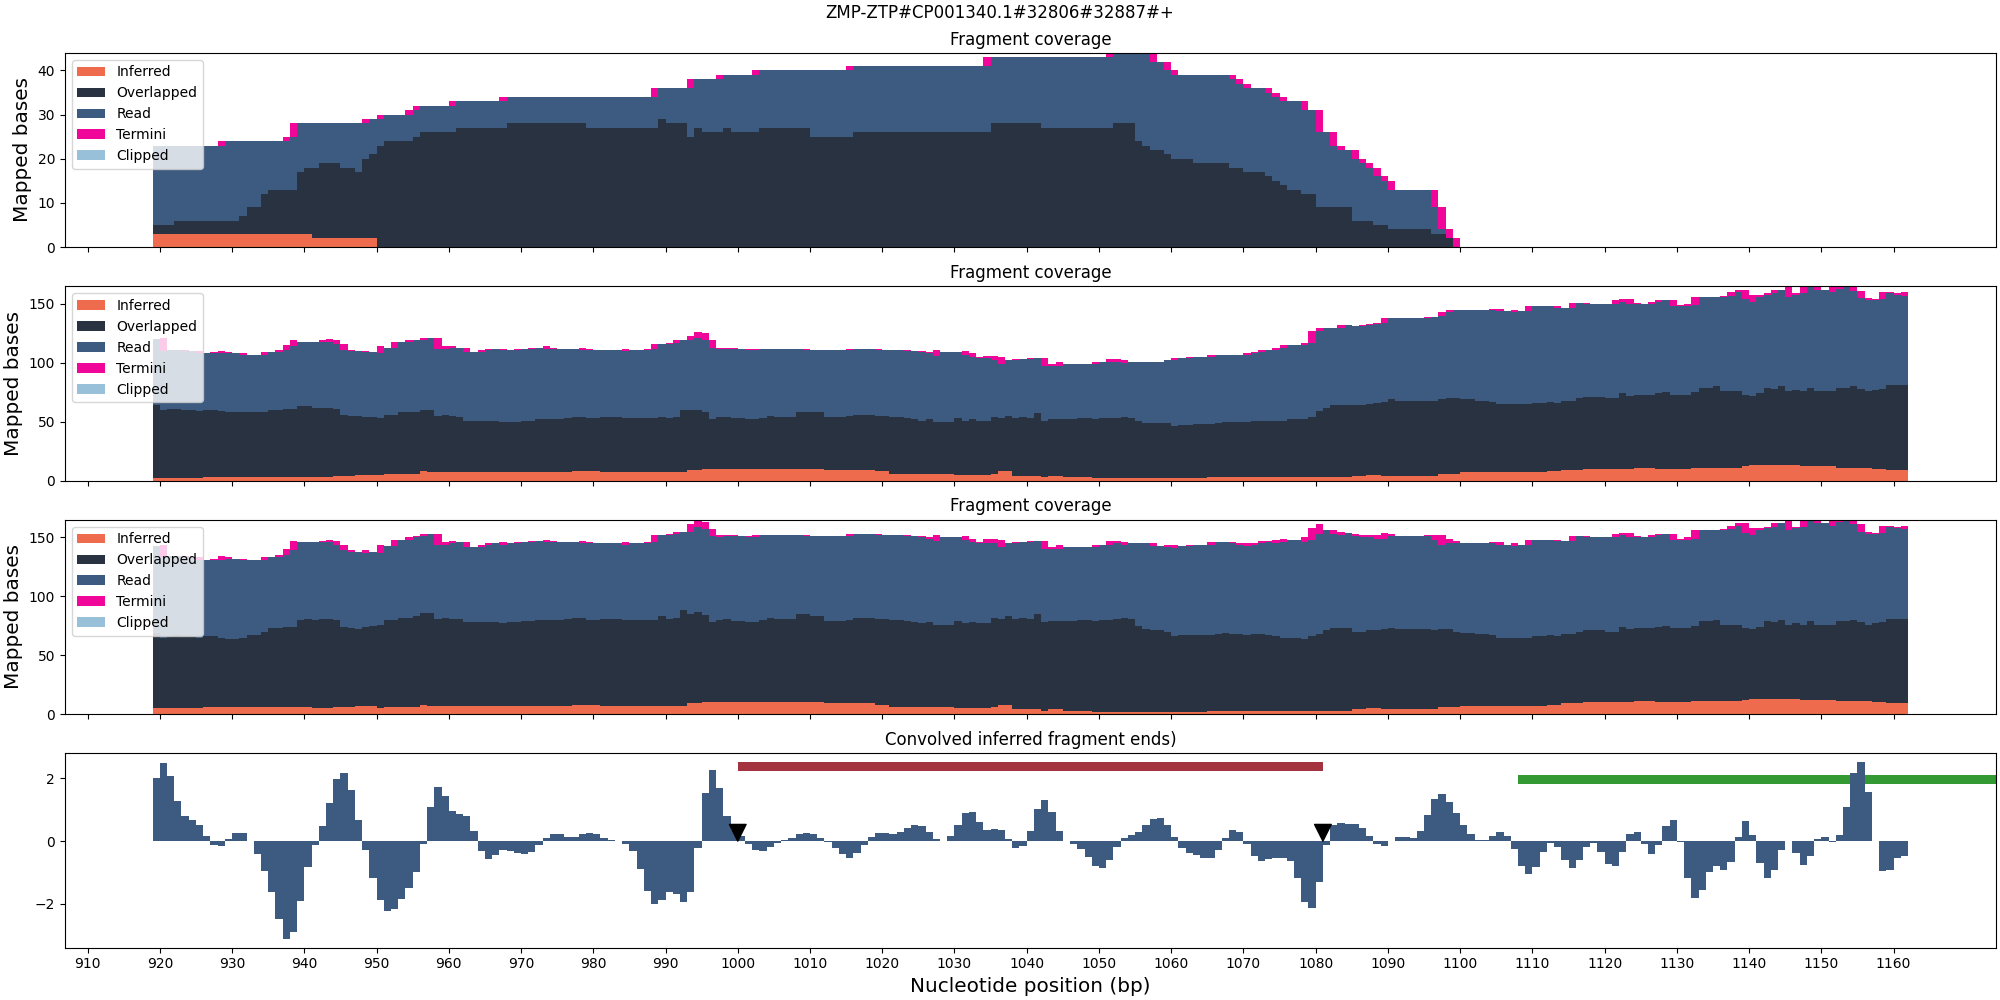 ZMP-ZTP#CP001340.1#32806#32887#+
Fragment coverage
Mapped bases
40
30
20
10
0
Inferred
Overlapped
Read
Termini
Clipped
Fragment coverage
Mapped bases
150
100
50
0
Inferred
Overlapped
Read
Termini
Clipped
Fragment coverage
Mapped bases
150
100
50
0
Inferred
Overlapped
Read
Termini
Clipped
Convolved inferred fragment ends)
2
0
−2
910 920 930 940 950 960 970 980 990 1000 1010 1020 1030 1040 1050 1060 1070 1080 1090 1100 1110 1120 1130 1140 1150 1160
Nucleotide position (bp)